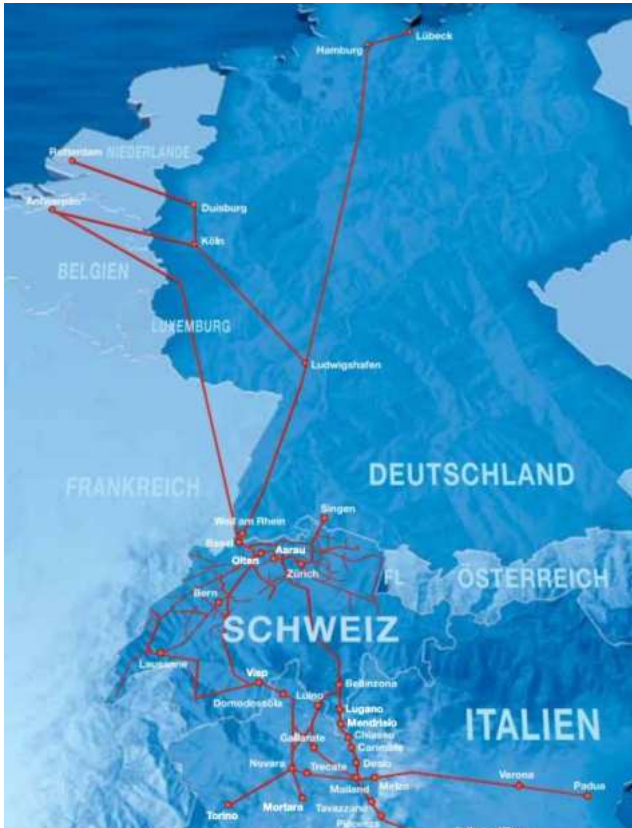 Lübeck
Hamburg
Rotterdam
NIEDERLANDE
Antwerpen
Duisburg
Köln
BELGIEN
LUXEMBURG
Ludwigshafen
DEUTSCHLAND
FRANKREICH
Singen
Weil am Rhein
Basel
Aarau
Olten
Zürich
FL
ÖSTERREICH
Bern
SCHWEIZ
Lausanne
Visp
Bellinzona
Domodossola
Luino
Lugano
ITALIEN
Mendrisio
Chiasso
Gallarate
Desio
Novara
Trecate
Mailand
Melzo
Verona
Padua
Torino
Mortara
Tavazzano
Piacenza